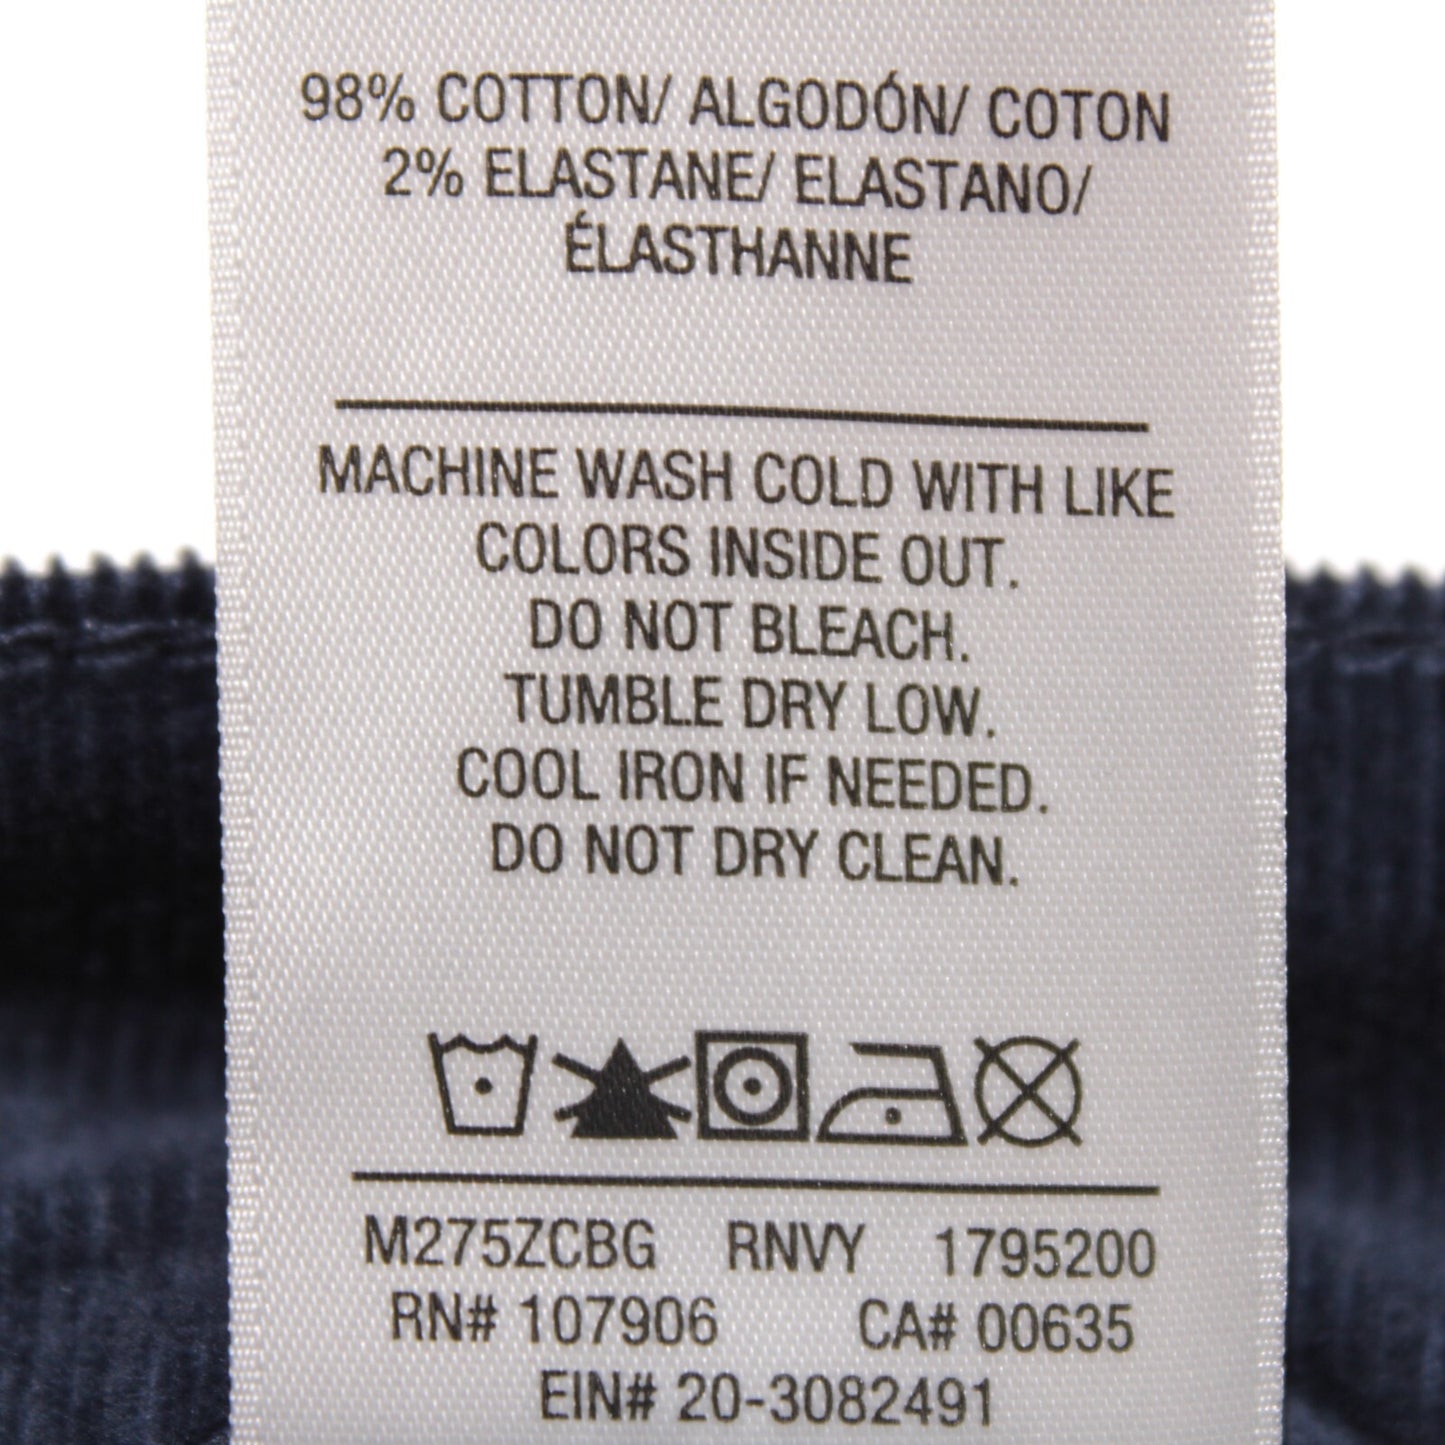 98% COTTON/ ALGODÓN/ COTON
2% ELASTANE/ ELASTANO/
ÉLASTHANNE
MACHINE WASH COLD WITH LIKE
COLORS INSIDE OUT.
DO NOT BLEACH.
TUMBLE DRY LOW.
COOL IRON IF NEEDED.
DO NOT DRY CLEAN.
M275ZCBG RNVY 1795200
RN# 107906 CA# 00635
EIN# 20-3082491